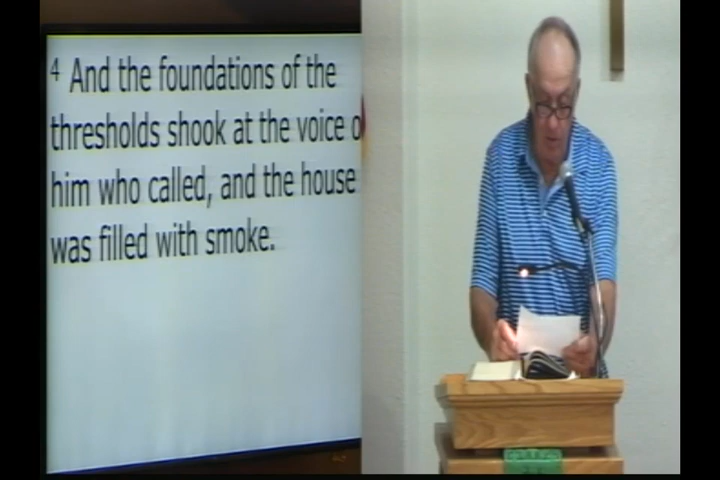 4 And the foundations of the
thresholds shook at the voice o
him who called, and the house
was filled with smoke.